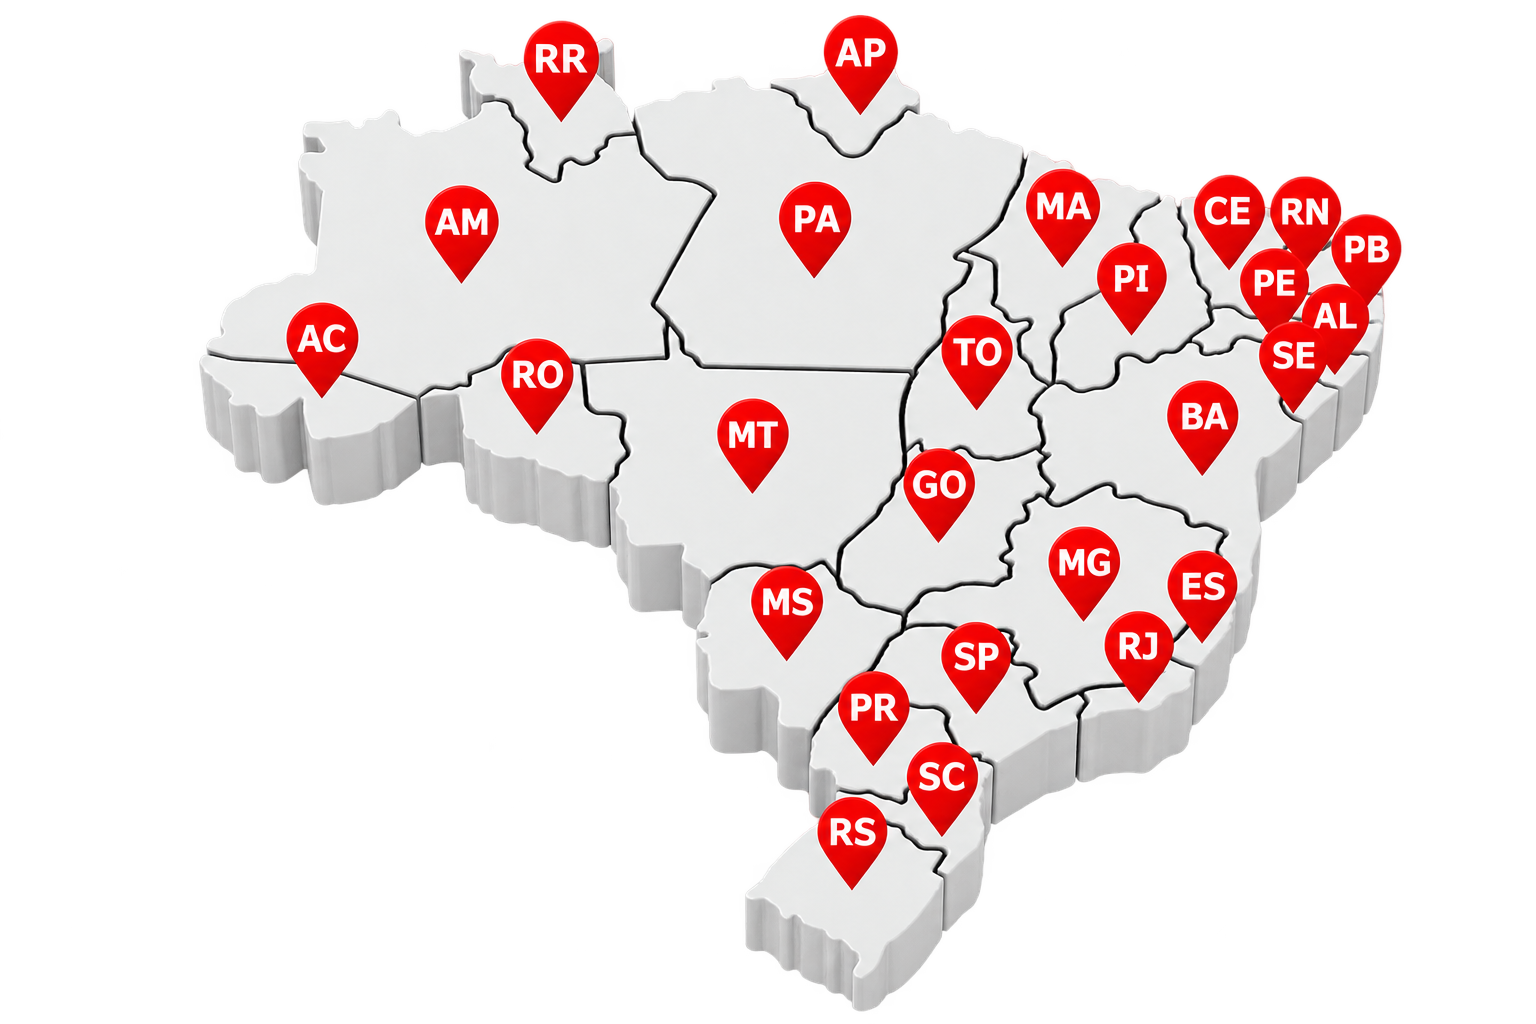 RR
AP
AM
PA
MA
CE
RN
PB
PI
PE
AL
AC
RO
TO
SE
MT
BA
GO
MG
ES
MS
RJ
SP
PR
SC
RS